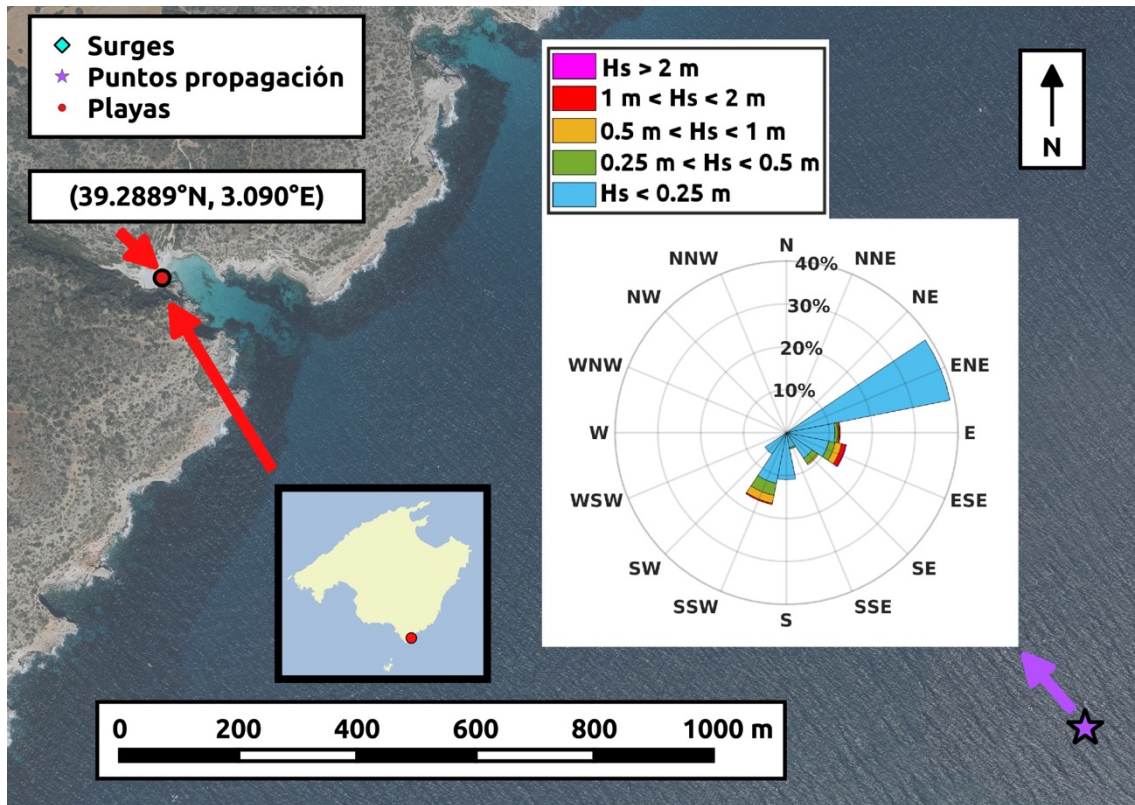 Surges
Puntos propagación
Playas
(39.2889°N, 3.090°E)
Hs > 2 m
1 m < Hs < 2 m
0.5 m < Hs < 1 m
0.25 m < Hs < 0.5 m
Hs < 0.25 m
N
N
NNE
NE
ENE
E
ESE
SE
SSE
S
SSW
SW
WSW
W
WNW
NW
NNW
40%
30%
20%
10%
0 200 400 600 800 1000 m